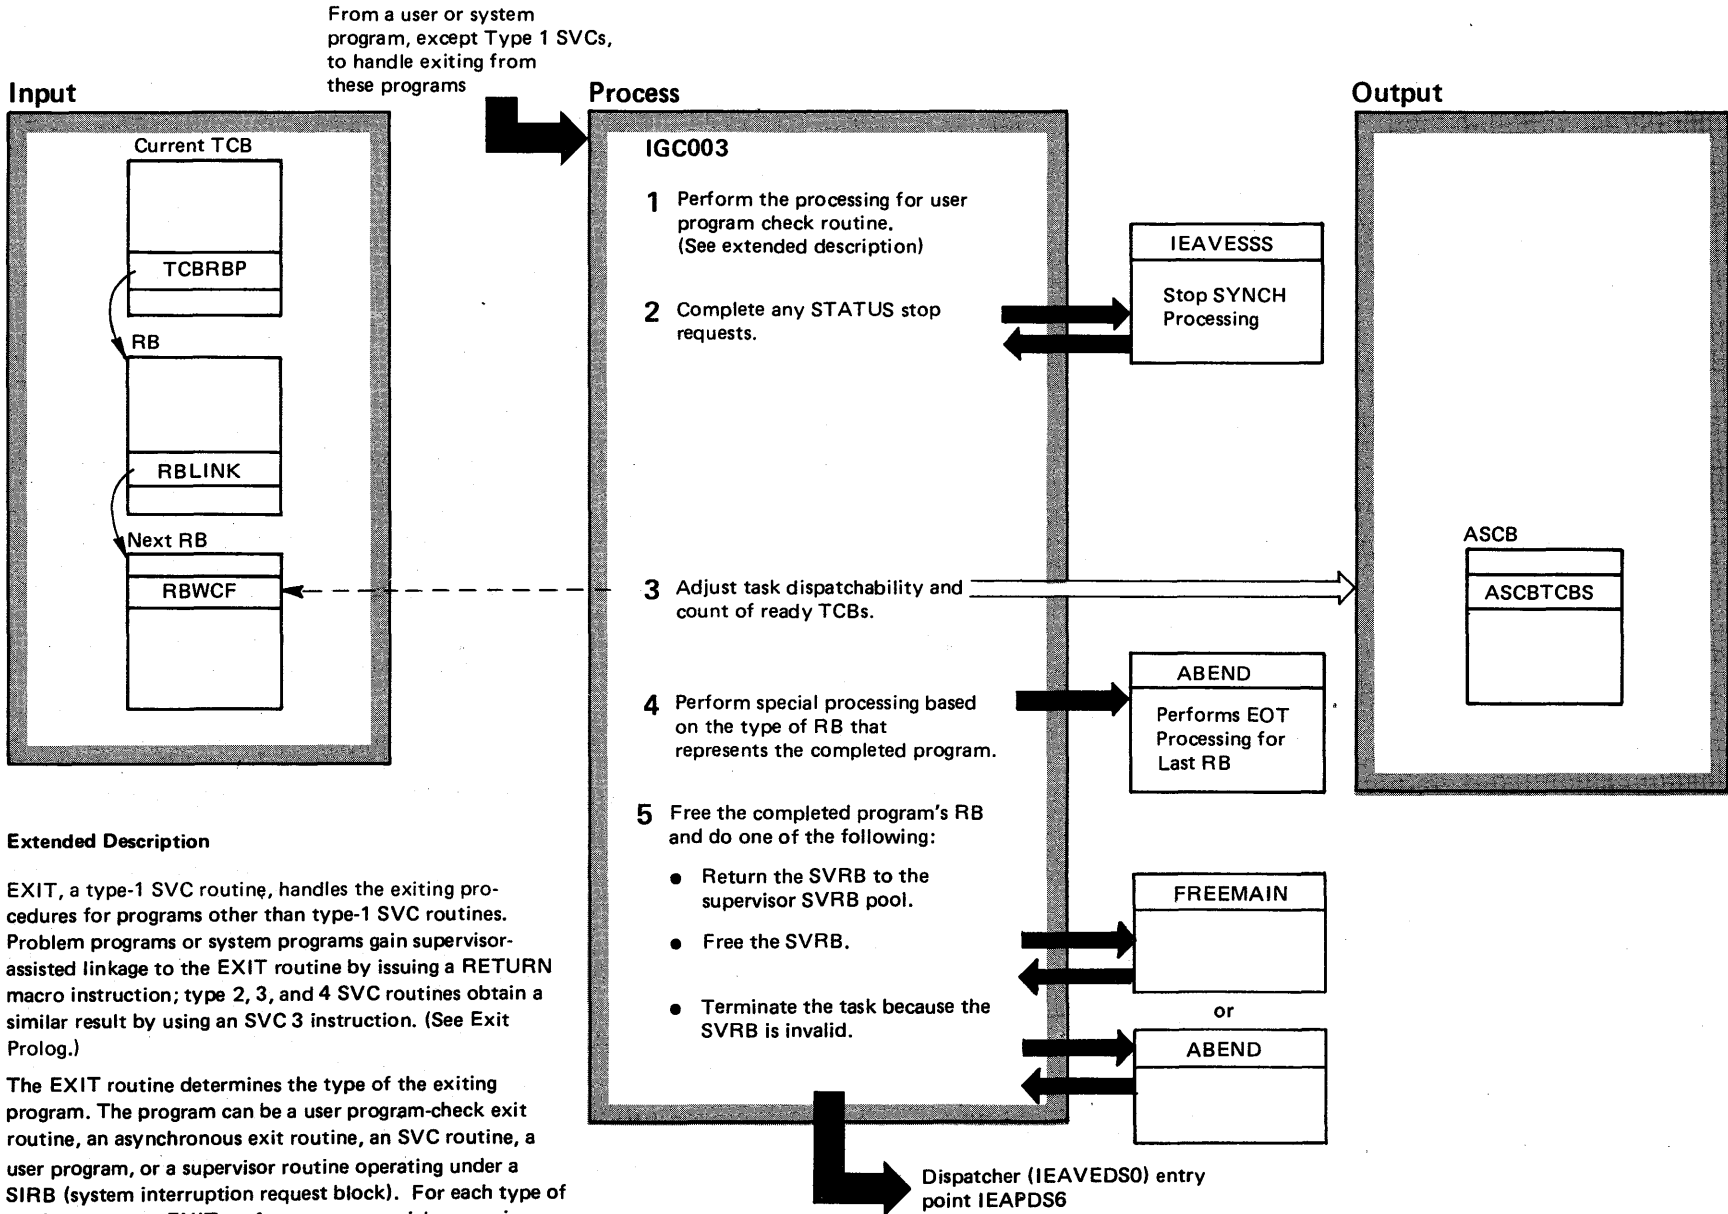 From a user or system
program, except Type 1 SVCs,
to handle exiting from
these programs
Input
Current TCB
TCBRBP
RB
RBLINK
Next RB
RBWCF
Process
IGC003
1 Perform the processing for user
program check routine.
(See extended description)
2 Complete any STATUS stop
requests.
3 Adjust task dispatchability and
count of ready TCBs.
4 Perform special processing based
on the type of RB that
represents the completed program.
5 Free the completed program's RB
and do one of the following:
● Return the SVRB to the
supervisor SVRB pool.
● Free the SVRB.
● Terminate the task because the
SVRB is invalid.
IEAVESSS
Stop SYNCH
Processing
ABEND
Performs EOT
Processing for
Last RB
FREEMAIN
or
ABEND
Dispatcher (IEAVEDS0) entry
point IEAPDS6
Output
ASCB
ASCBTCBS
Extended Description
EXIT, a type-1 SVC routine, handles the exiting pro-
cedures for programs other than type-1 SVC routines.
Problem programs or system programs gain supervisor-
assisted linkage to the EXIT routine by issuing a RETURN
macro instruction; type 2, 3, and 4 SVC routines obtain a
similar result by using an SVC 3 instruction. (See Exit
Prolog.)
The EXIT routine determines the type of the exiting
program. The program can be a user program-check exit
routine, an asynchronous exit routine, an SVC routine, a
user program, or a supervisor routine operating under a
SIRB (system interruption request block). For each type of